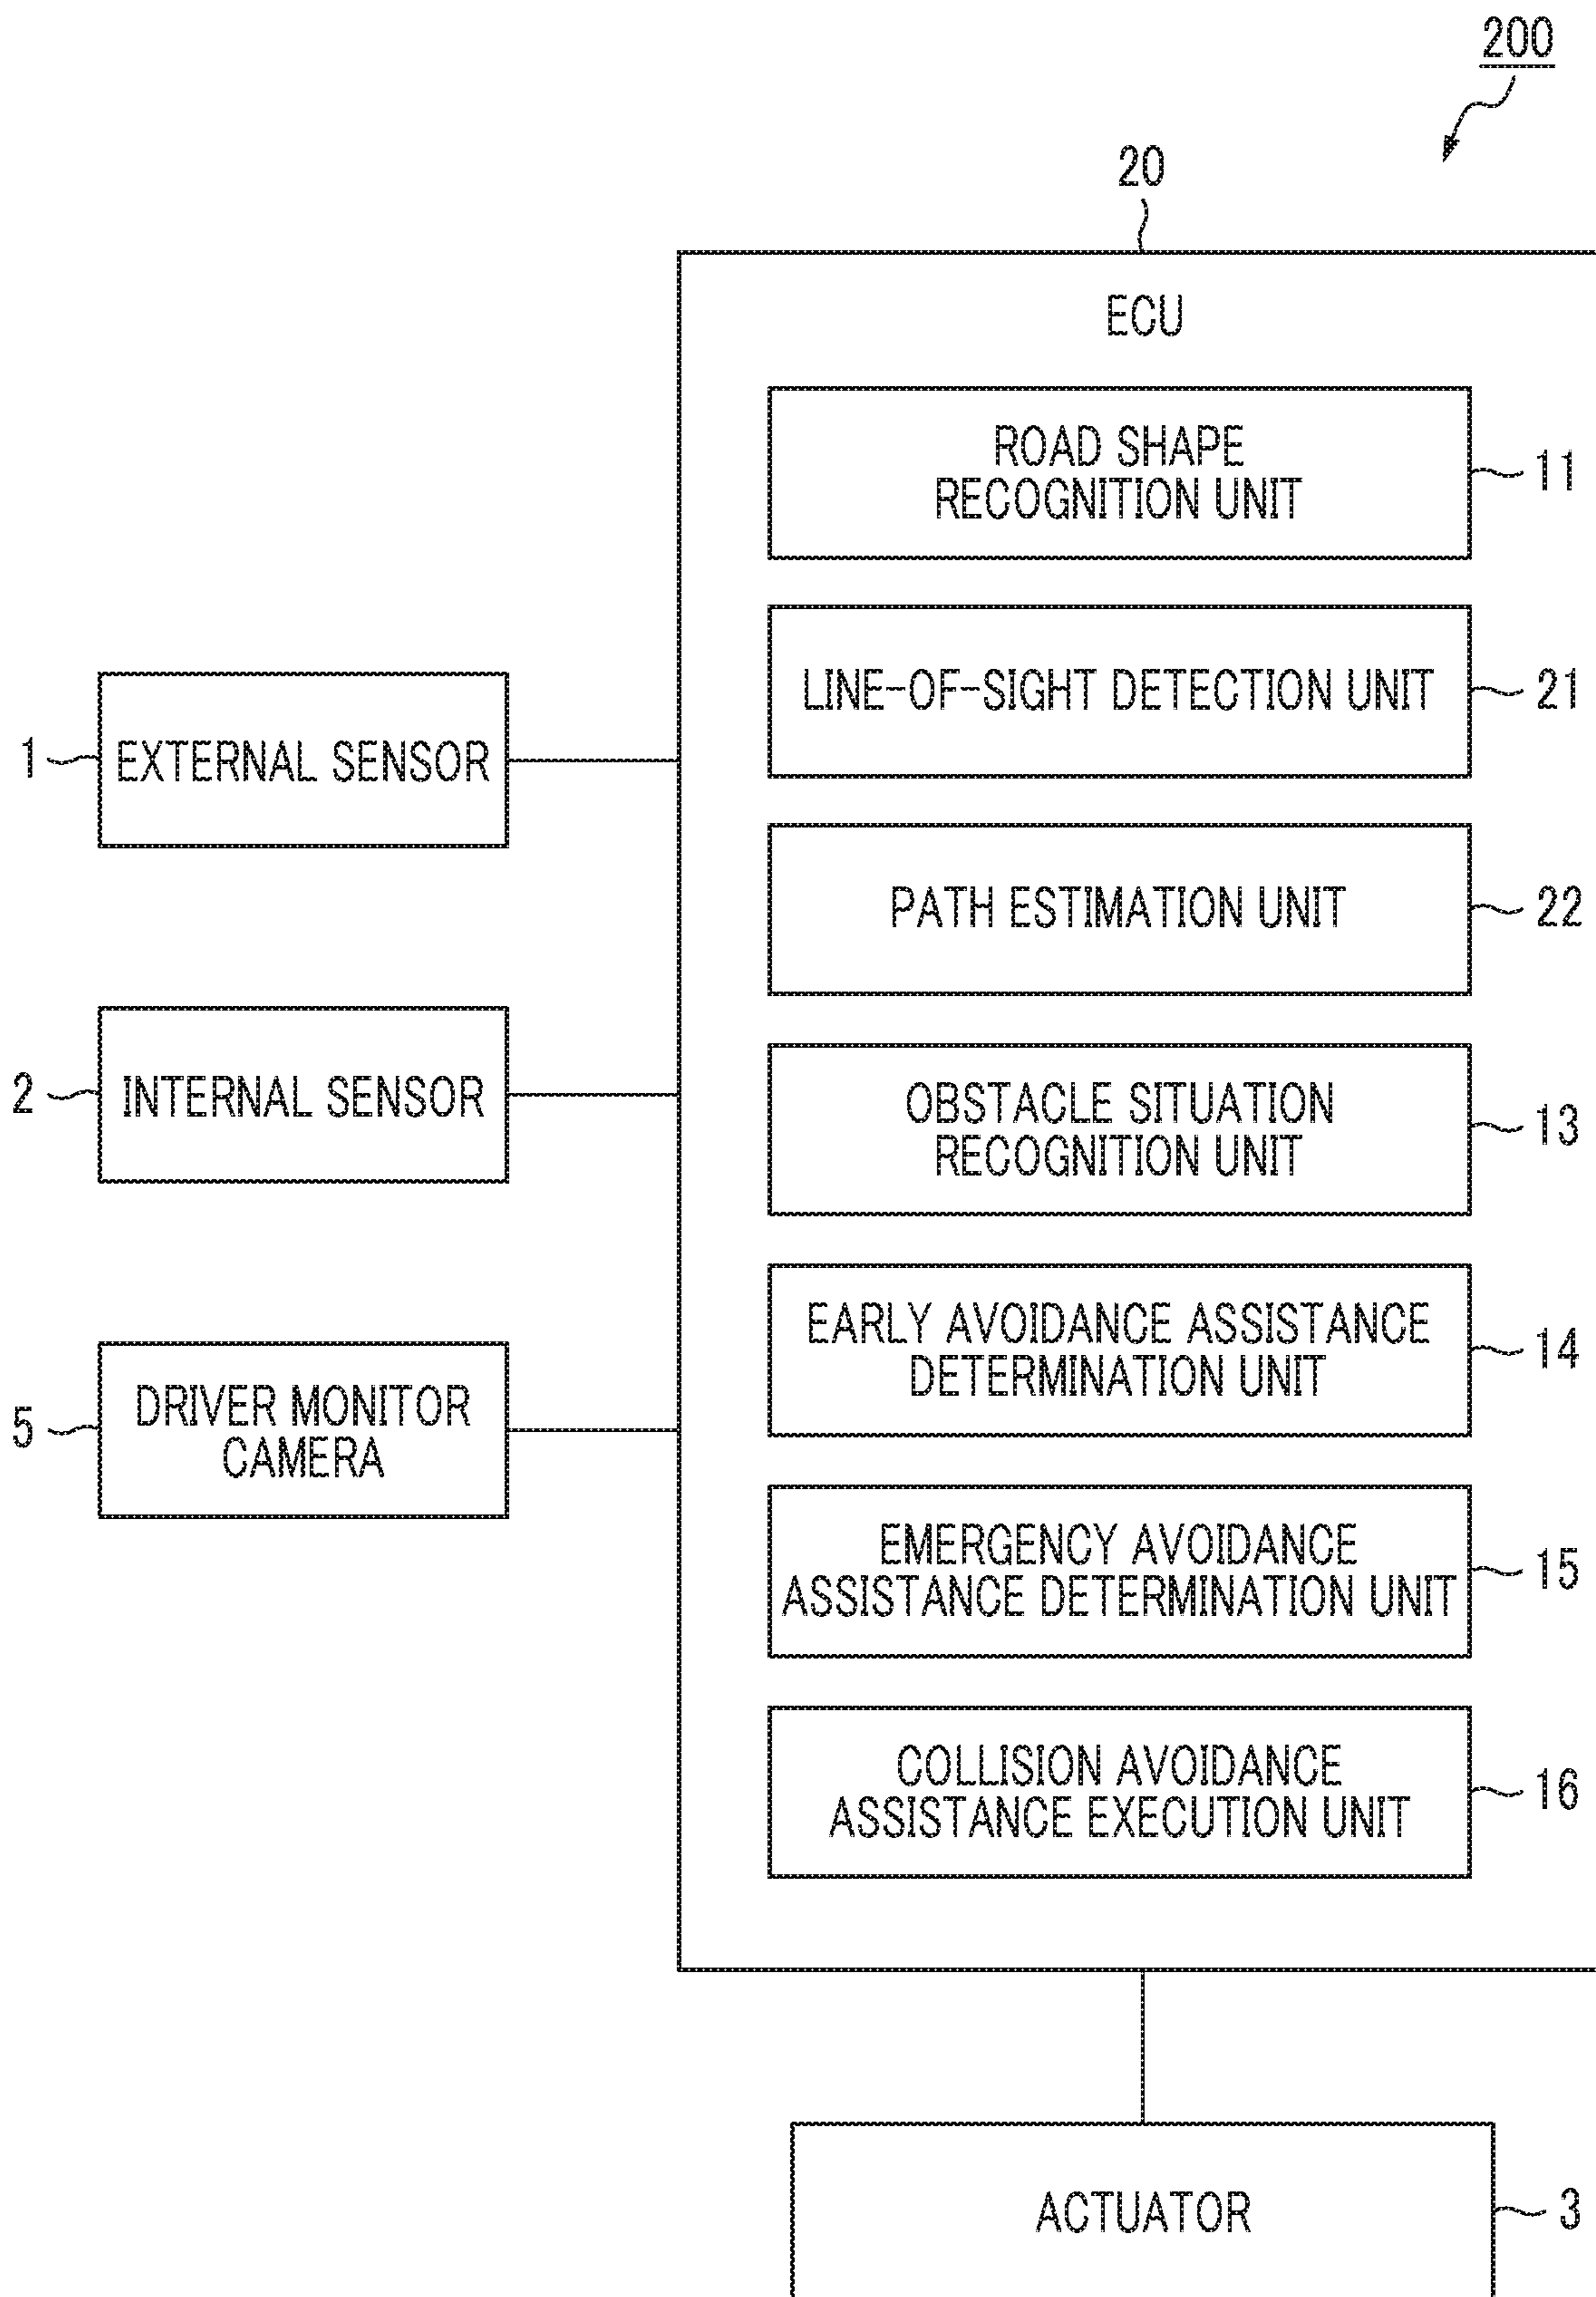 200
20
ECU
ROAD SHAPE
RECOGNITION UNIT
11
LINE-OF-SIGHT DETECTION UNIT
21
1
EXTERNAL SENSOR
PATH ESTIMATION UNIT
22
2
INTERNAL SENSOR
OBSTACLE SITUATION
RECOGNITION UNIT
13
EARLY AVOIDANCE ASSISTANCE
DETERMINATION UNIT
14
5
DRIVER MONITOR
CAMERA
EMERGENCY AVOIDANCE
ASSISTANCE DETERMINATION UNIT
15
COLLISION AVOIDANCE
ASSISTANCE EXECUTION UNIT
16
ACTUATOR
3